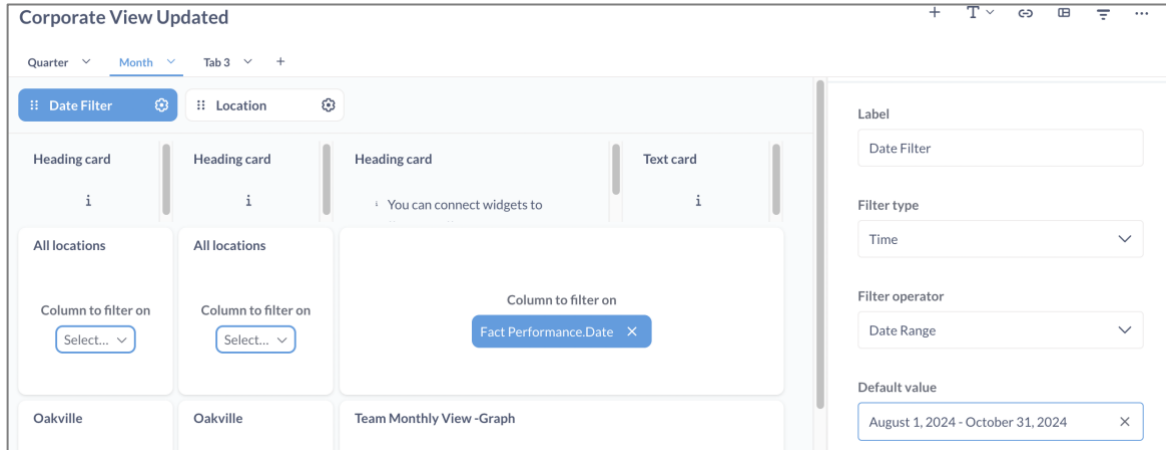 Corporate View Updated
Quarter Month Tab 3
Date Filter Location
Heading card Heading card Heading card Text card
i i i You can connect widgets to i
All locations All locations
Column to filter on Column to filter on Column to filter on
Select... Select... Fact Performance.Date
Oakville Oakville Team Monthly View -Graph
Label
Date Filter
Filter type
Time
Filter operator
Date Range
Default value
August 1, 2024 - October 31, 2024